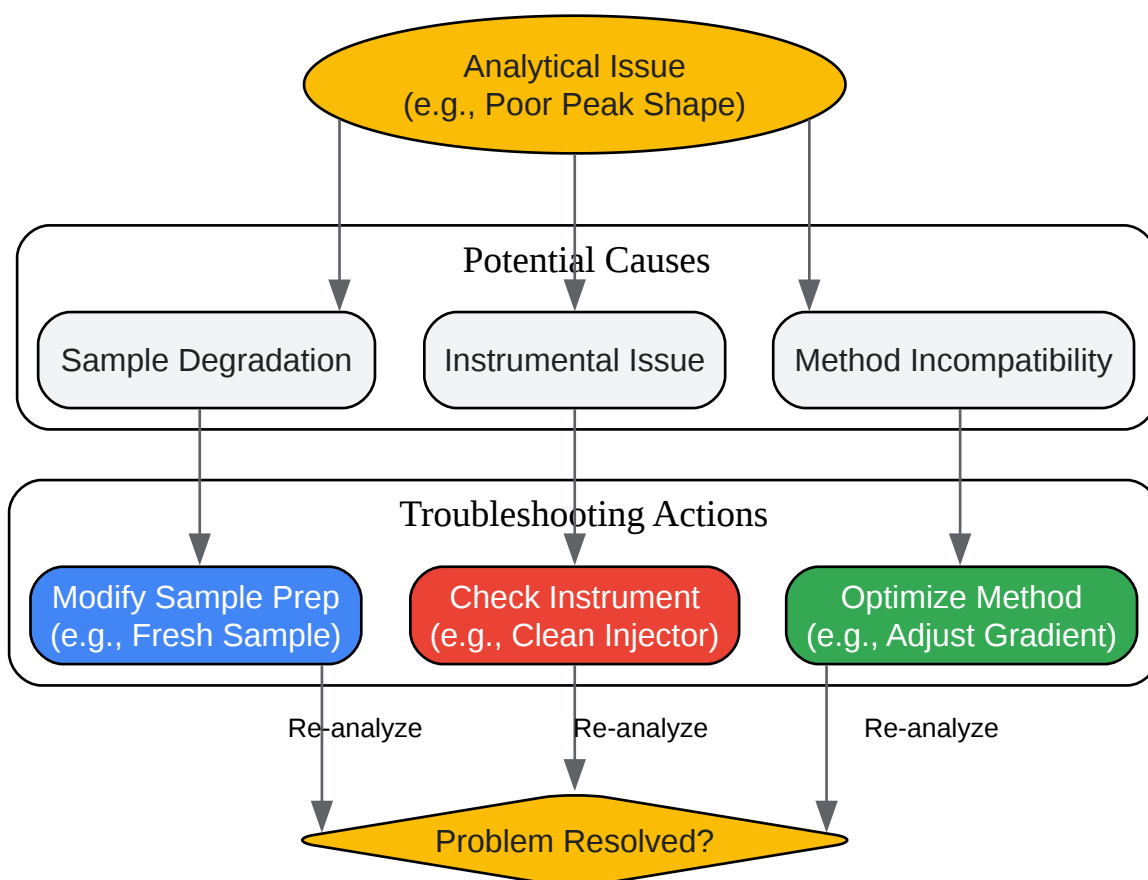 Analytical Issue
(e.g., Poor Peak Shape)
Potential Causes
Sample Degradation
Instrumental Issue
Method Incompatibility
Troubleshooting Actions
Modify Sample Prep
(e.g., Fresh Sample)
Check Instrument
(e.g., Clean Injector)
Optimize Method
(e.g., Adjust Gradient)
Re-analyze
Re-analyze
Re-analyze
Problem Resolved?